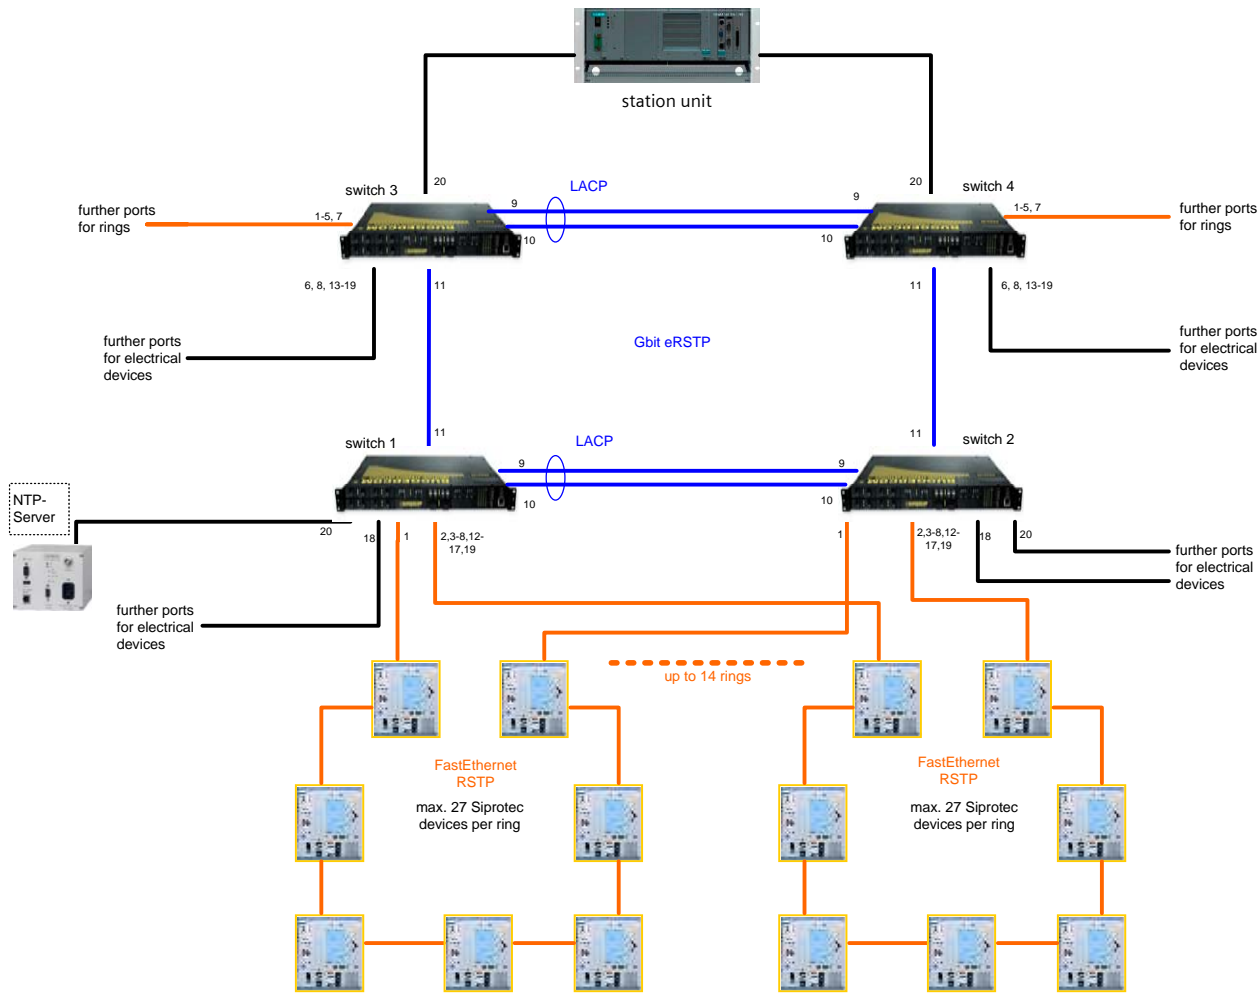 station unit
switch 3
20
9
LACP
9
20
switch 4
further ports
for rings
1-5, 7
10
10
1-5, 7
further ports
for rings
6, 8, 13-19
11
11
6, 8, 13-19
further ports
for electrical
devices
Gbit eRSTP
further ports
for electrical
devices
switch 1
11
LACP
11
switch 2
9
9
NTP-
Server
10
10
20
18
1
2,3-8,12-
17,19
1
2,3-8,12-
17,19
18
20
further ports
for electrical
devices
further ports
for electrical
devices
up to 14 rings
FastEthernet
RSTP
max. 27 Siprotec
devices per ring
FastEthernet
RSTP
max. 27 Siprotec
devices per ring